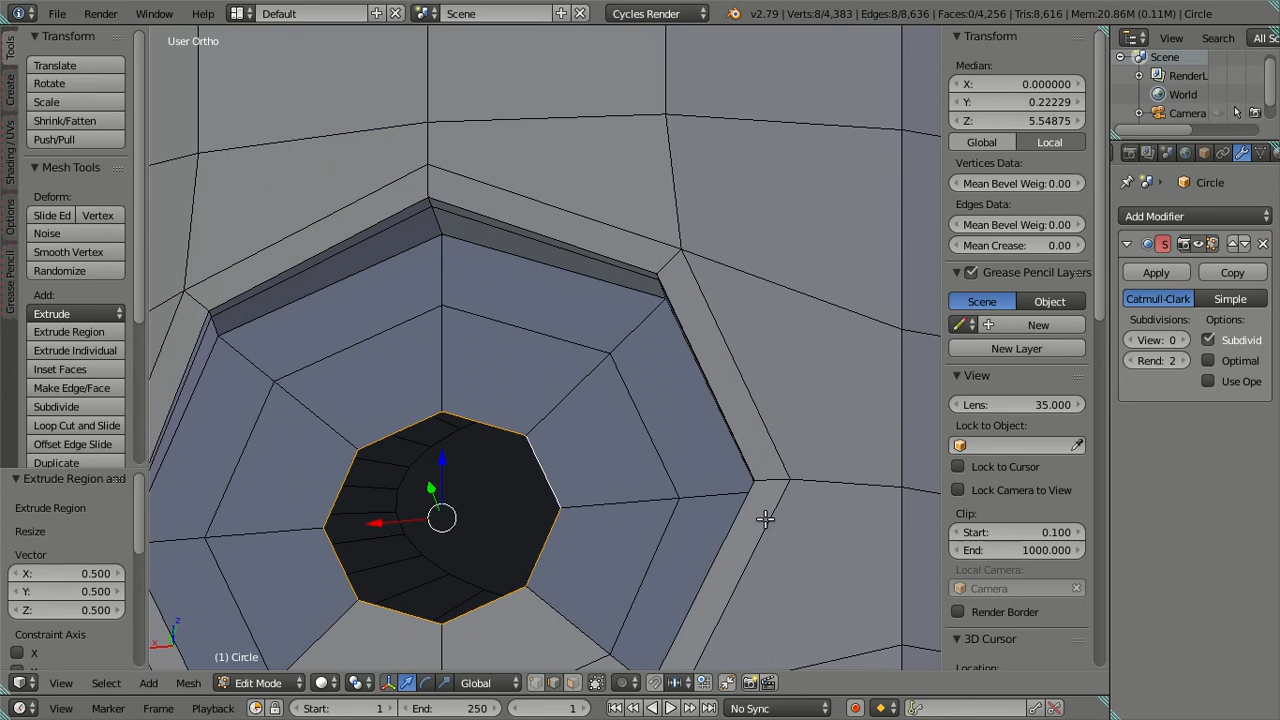 File Render Window Help Default Scene Cycles Render v2.79 | Verts:8/4,383 | Edges:8/8,636 | Faces:0/4,256 | Tris:8,616 | Mem:20.86M (0.11M) | Circle
Tools
Create
Shading / UVs
Options
Grease Pencil
Transform
Translate
Rotate
Scale
Shrink/Fatten
Push/Pull
Mesh Tools
Deform:
Slide Ed Vertex
Noise
Smooth Vertex
Randomize
Add:
Extrude
Extrude Region
Extrude Individual
Inset Faces
Make Edge/Face
Subdivide
Loop Cut and Slide
Offset Edge Slide
Duplicate
Extrude Region and
Extrude Region
Resize
Vector
X: 0.500
Y: 0.500
Z: 0.500
Constraint Axis
X
User Ortho
z
x
(1) Circle
Transform
Median:
X: 0.000000
Y: 0.22229
Z: 5.54875
Global Local
Vertices Data:
Mean Bevel Weig: 0.00
Edges Data:
Mean Bevel Weig: 0.00
Mean Crease: 0.00
Grease Pencil Layers
Scene Object
New
New Layer
View
Lens: 35.000
Lock to Object:
Lock to Cursor
Lock Camera to View
Clip:
Start: 0.100
End: 1000.000
Local Camera:
Camera
Render Border
3D Cursor
Location:
View Search All Sc
Scene
RenderL
World
Camera
Circle
Add Modifier
S
Apply Copy
Catmull-Clark Simple
Subdivisions: Options:
View: 0 Subdivid
Rend: 2 Optimal
Use Ope
View Select Add Mesh Edit Mode Global
View Marker Frame Playback Start: 1 End: 250 1 No Sync